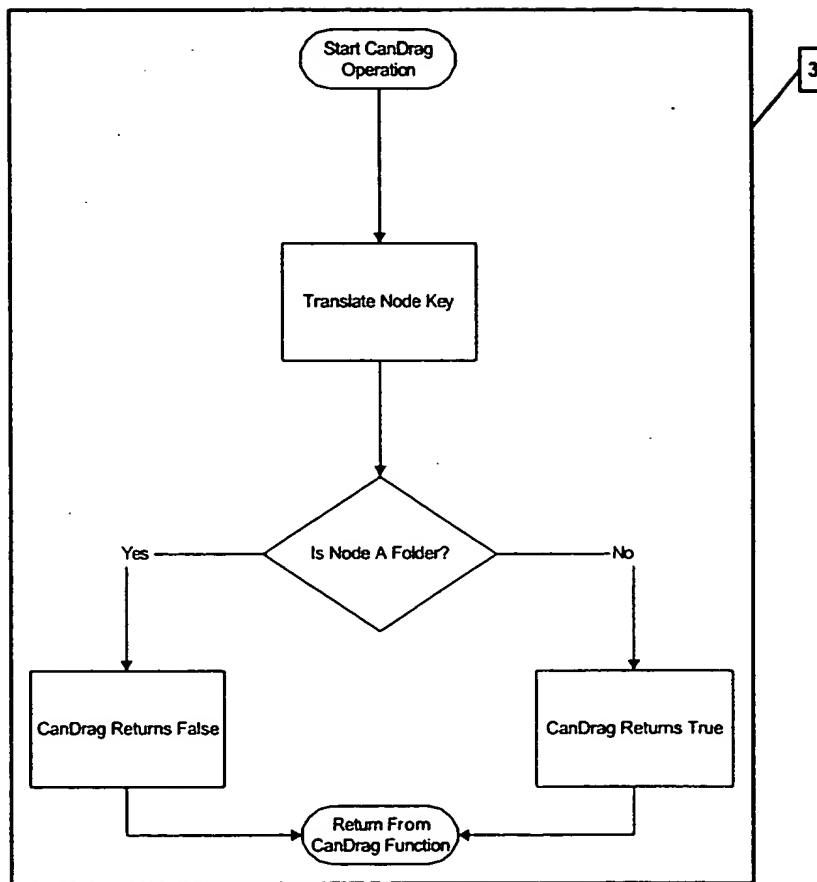 Start CanDrag
Operation
3
Translate Node Key
Is Node A Folder?
Yes
No
CanDrag Returns False
CanDrag Returns True
Return From
CanDrag Function